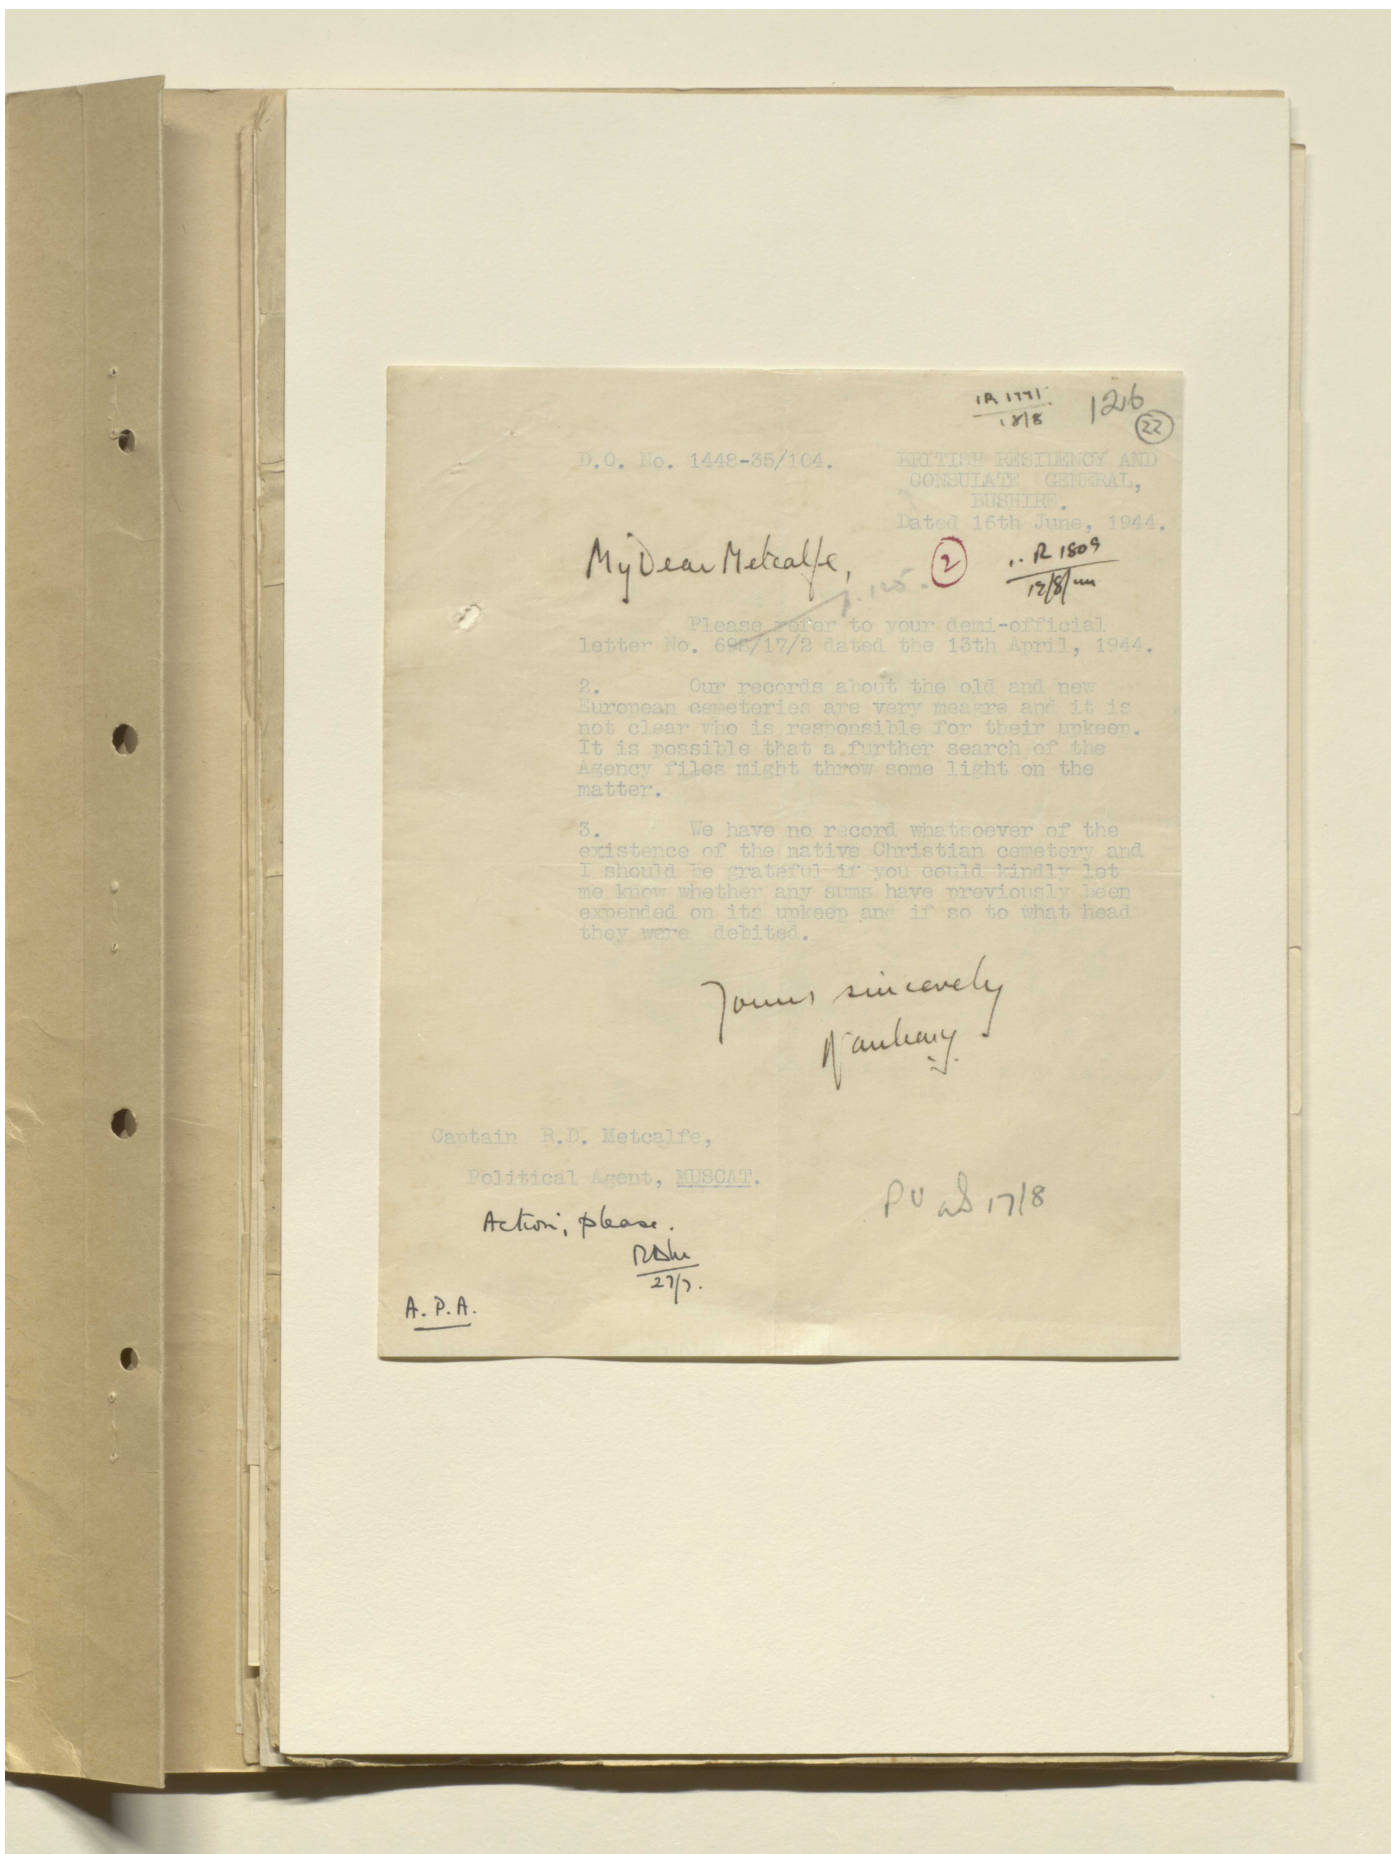 126
22
18/8
D.O. No. 1448-35/104.
BRITISH RESIDENCY AND
CONSULATE GENERAL,
BUSHIRE.
Dated 16th June, 1944.
My Dear Metcalfe,
2
R 1809
p. 125.
Please refer to your demi-official
letter No. 698/17/2 dated the 13th April, 1944.
2. Our records about the old and new
European cemeteries are very meagre and it is
not clear who is responsible for their upkeep.
It is possible that a further search of the
Agency files might throw some light on the
matter.
3. We have no record whatsoever of the
existence of the native Christian cemetery and
I should be grateful if you could kindly let
me know whether any sums have previously been
expended on its upkeep and if so to what head
they were debited.
Yours sincerely
Captain R.D. Metcalfe,
Political Agent, MUSCAT.
17/8
Action, please.
27/7.
A.P.A.